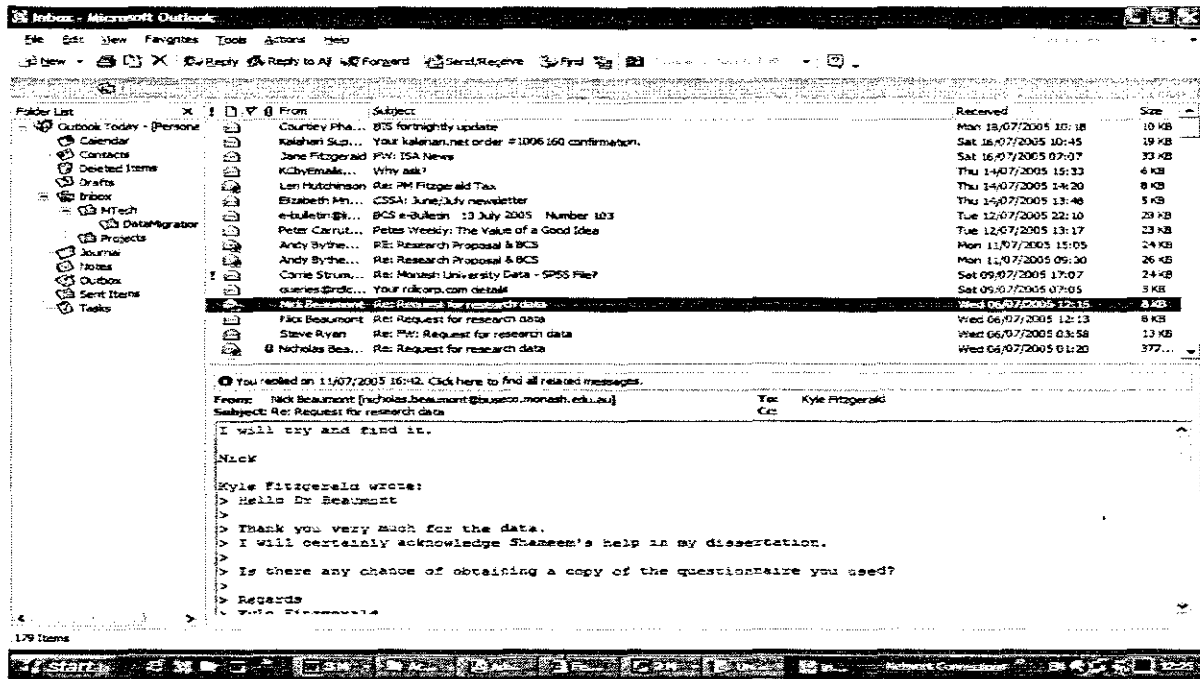 Inbox - Microsoft Outlook
File Edit View Favorites Tools Actions Help
New Reply Reply to All Forward Send/Receive Find
Folder List
Outlook Today - [Persona
Calendar
Contacts
Deleted Items
Drafts
Inbox
MTech
DataMigration
Projects
Journal
Notes
Outbox
Sent Items
Tasks
From Subject Received Size
Courtney Pha... BCS fortnightly update Mon 18/07/2005 10:18 10 KB
Kalahari Sup... Your kalahari.net order #1006160 confirmation. Sat 16/07/2005 10:45 19 KB
Jane Fitzgerald FW: ISA News Sat 16/07/2005 07:07 33 KB
KCbyEmails... Why ask? Thu 14/07/2005 15:33 6 KB
Len Hutchinson Re: PM Fitzgerald Tax Thu 14/07/2005 14:20 8 KB
Elizabeth Mn... CSSA: June/July newsletter Thu 14/07/2005 13:48 5 KB
BCS e-Bulletin 13 July 2005 Number 103 Tue 12/07/2005 22:10 29 KB
Peter Carrut... Petes Weekly: The Value of a Good Idea Tue 12/07/2005 13:17 23 KB
Andy Bythe... RE: Research Proposal & BCS Mon 11/07/2005 15:05 24 KB
Andy Bythe... Re: Research Proposal & BCS Mon 11/07/2005 09:30 26 KB
! Carrie Strum... Re: Monash University Data - SPSS File? Sat 09/07/2005 17:07 24 KB
Your rdicorp.com details Sat 09/07/2005 07:05 3 KB
Nick Beaumont Re: Request for research data Wed 06/07/2005 12:15 8 KB
Nick Beaumont Re: Request for research data Wed 06/07/2005 12:13 8 KB
Steve Ryan Re: FW: Request for research data Wed 06/07/2005 03:58 13 KB
Nicholas Bea... Re: Request for research data Wed 06/07/2005 01:20 377...
You replied on 11/07/2005 16:42. Click here to find all related messages.
From: Nick Beaumont [nicholas.beaumont@buseco.monash.edu.au] To: Kyle Fitzgerald
Subject: Re: Request for research data Cc:
I will try and find it.
Nick
Kyle Fitzgerald wrote:
> Hello Dr Beaumont
>
> Thank you very much for the data.
> I will certainly acknowledge Shameem's help in my dissertation.
>
> Is there any chance of obtaining a copy of the questionnaire you used?
>
> Regards
> Kyle Fitzgerald
179 Items
start Network Connections 12:25